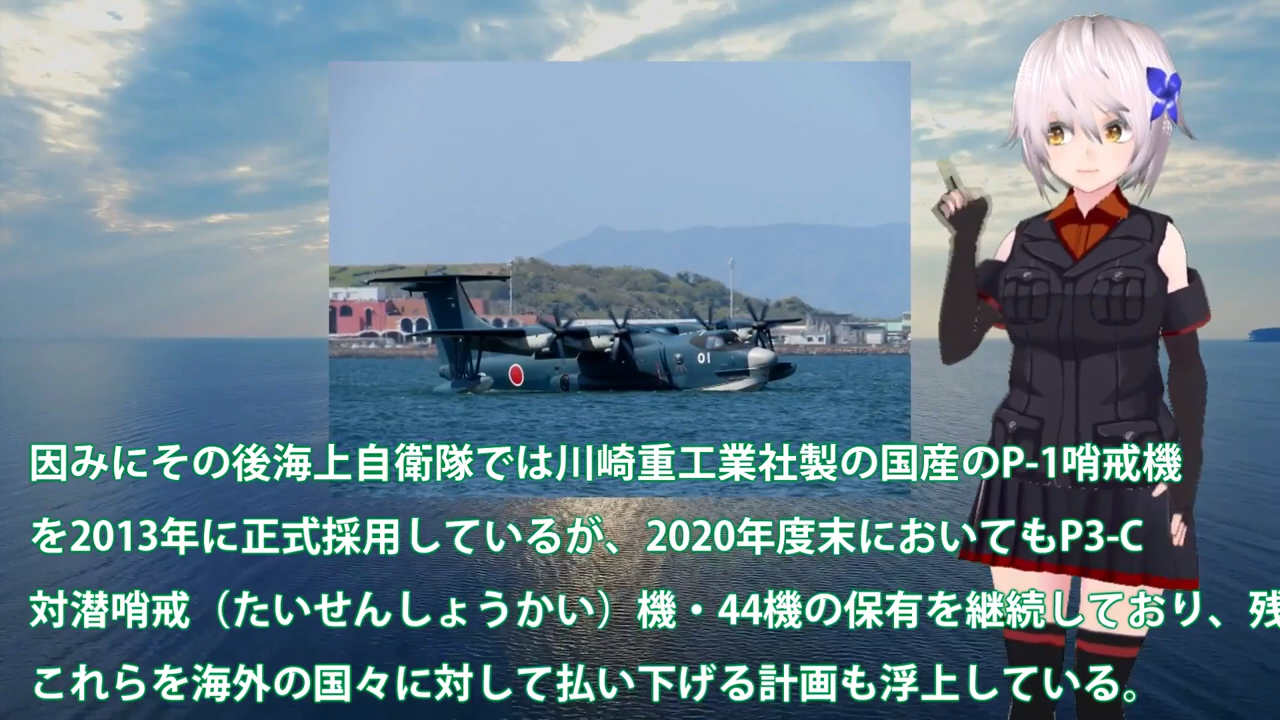 01
因みにその後海上自衛隊では川崎重工業社製の国産のP-1哨戒機
を2013年に正式採用しているが、2020年度末においてもP3-C
対潜哨戒（たいせんしょうかい）機・44機の保有を継続しており、残
これらを海外の国々に対して払い下げる計画も浮上している。